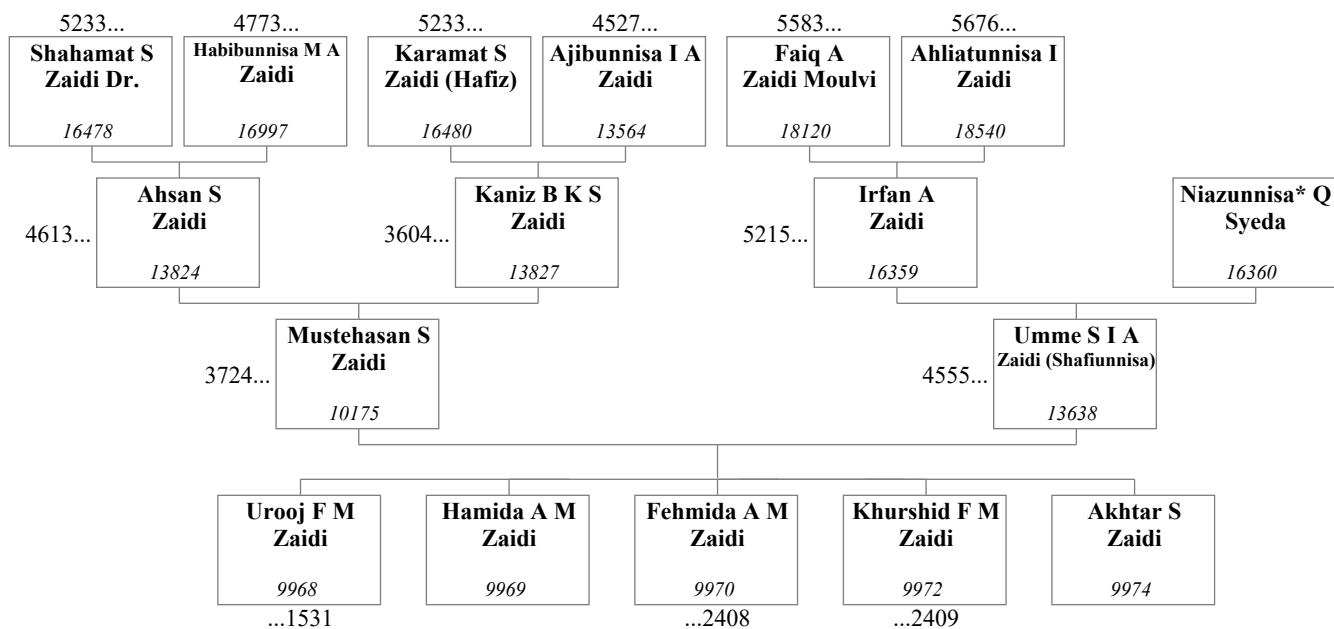 5233...
4773...
5233...
4527...
5583...
5676...
Shahamat S
Zaidi Dr.
16478
Habibunnisa M A
Zaidi
16997
Karamat S
Zaidi (Hafiz)
16480
Ajibunnisa I A
Zaidi
13564
Faiq A
Zaidi Moulvi
18120
Ahliatunnisa I
Zaidi
18540
4613...
Ahsan S
Zaidi
13824
3604...
Kaniz B K S
Zaidi
13827
5215...
Irfan A
Zaidi
16359
Niazunnisa* Q
Syeda
16360
3724...
Mustehasan S
Zaidi
10175
4555...
Umme S I A
Zaidi (Shafiunnisa)
13638
Urooj F M
Zaidi
9968
...1531
Hamida A M
Zaidi
9969
Fehmida A M
Zaidi
9970
...2408
Khurshid F M
Zaidi
9972
...2409
Akhtar S
Zaidi
9974